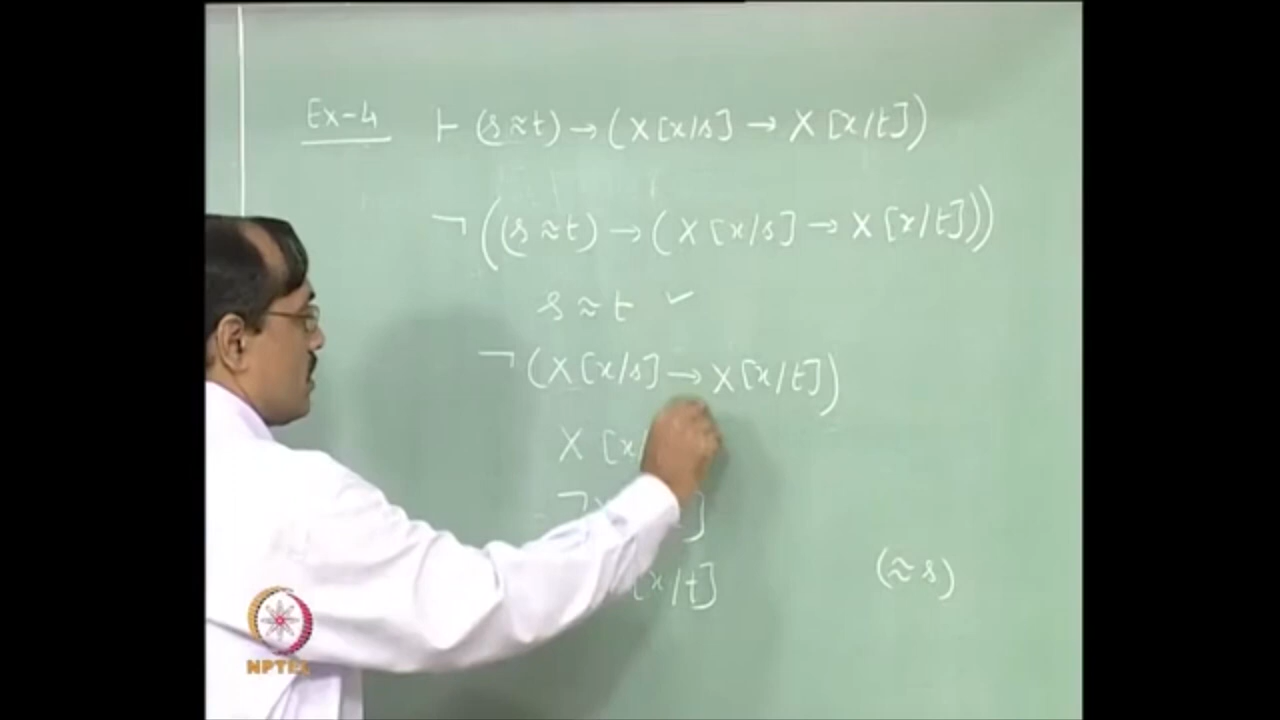 Ex-4 ⊢ (s≈t) → (X[x/s] → X[x/t])
¬((s≈t) → (X[x/s] → X[x/t]))
s≈t ✓
¬(X[x/s] → X[x/t])
X [x/
¬
[x/t] (≈s)
NPTEL